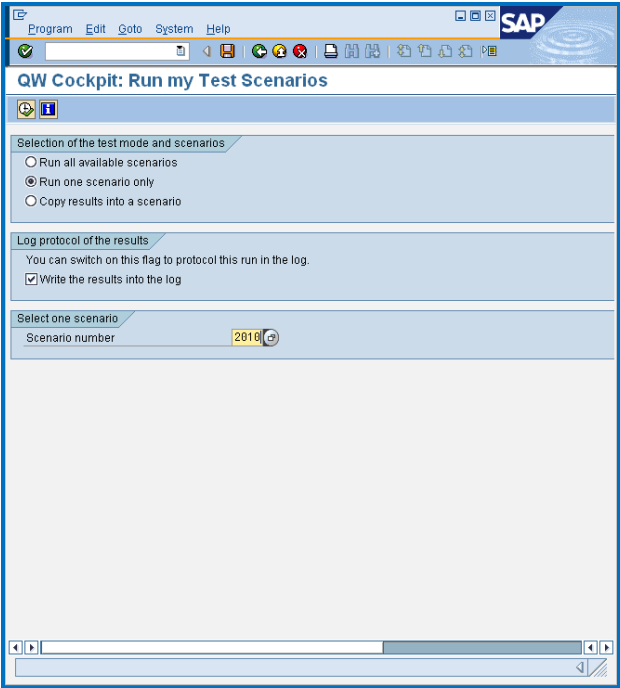 Program Edit Goto System Help
SAP
QW Cockpit: Run my Test Scenarios
Selection of the test mode and scenarios
Run all available scenarios
Run one scenario only
Copy results into a scenario
Log protocol of the results
You can switch on this flag to protocol this run in the log.
Write the results into the log
Select one scenario
Scenario number 2010